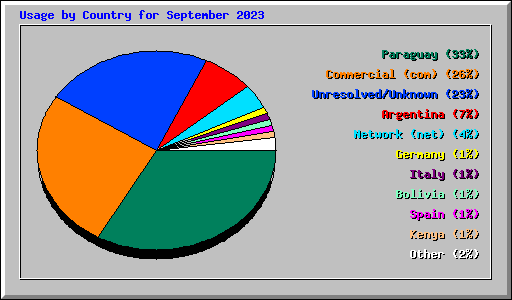 Usage by Country for September 2023
Paraguay (33%)
Commercial (com) (26%)
Unresolved/Unknown (23%)
Argentina (7%)
Network (net) (4%)
Germany (1%)
Italy (1%)
Bolivia (1%)
Spain (1%)
Kenya (1%)
Other (2%)